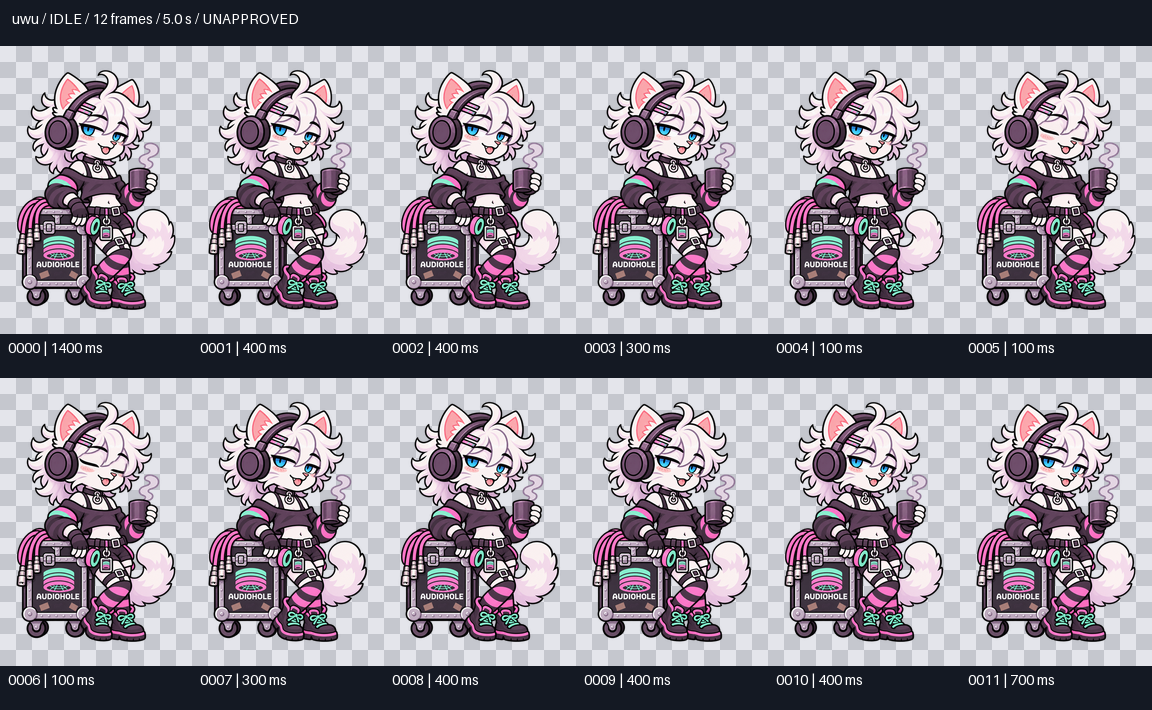 uwu / IDLE / 12 frames / 5.0 s / UNAPPROVED
AUDIOHOLE AUDIOHOLE AUDIOHOLE AUDIOHOLE AUDIOHOLE AUDIOHOLE
0000 | 1400 ms 0001 | 400 ms 0002 | 400 ms 0003 | 300 ms 0004 | 100 ms 0005 | 100 ms
AUDIOHOLE AUDIOHOLE AUDIOHOLE AUDIOHOLE AUDIOHOLE AUDIOHOLE
0006 | 100 ms 0007 | 300 ms 0008 | 400 ms 0009 | 400 ms 0010 | 400 ms 0011 | 700 ms